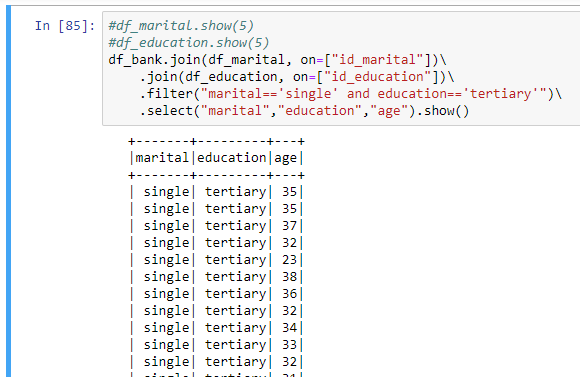 In [85]: #df_marital.show(5)
#df_education.show(5)
df_bank.join(df_marital, on=["id_marital"])\
    .join(df_education, on=["id_education"])\
    .filter("marital=='single' and education=='tertiary'")\
    .select("marital","education","age").show()
+-------+---------+---+
|marital|education|age|
+-------+---------+---+
| single| tertiary| 35|
| single| tertiary| 35|
| single| tertiary| 37|
| single| tertiary| 32|
| single| tertiary| 23|
| single| tertiary| 38|
| single| tertiary| 36|
| single| tertiary| 32|
| single| tertiary| 34|
| single| tertiary| 33|
| single| tertiary| 32|